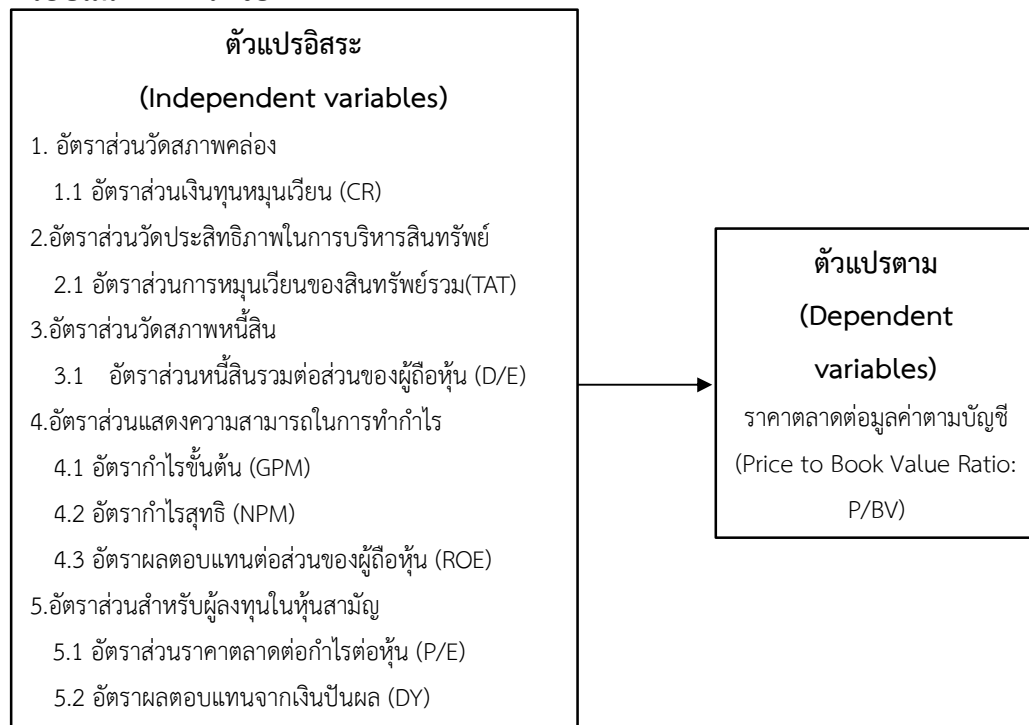 ตัวแปรอิสระ
(Independent variables)
1. อัตราส่วนวัดสภาพคล่อง
1.1 อัตราส่วนเงินทุนหมุนเวียน (CR)
2.อัตราส่วนวัดประสิทธิภาพในการบริหารสินทรัพย์
2.1 อัตราส่วนการหมุนเวียนของสินทรัพย์รวม(TAT)
3.อัตราส่วนวัดสภาพหนี้สิน
3.1 อัตราส่วนหนี้สินรวมต่อส่วนของผู้ถือหุ้น (D/E)
4.อัตราส่วนแสดงความสามารถในการทำกำไร
4.1 อัตรากำไรขั้นต้น (GPM)
4.2 อัตรากำไรสุทธิ (NPM)
4.3 อัตราผลตอบแทนต่อส่วนของผู้ถือหุ้น (ROE)
5.อัตราส่วนสำหรับผู้ลงทุนในหุ้นสามัญ
5.1 อัตราส่วนราคาตลาดต่อกำไรต่อหุ้น (P/E)
5.2 อัตราผลตอบแทนจากเงินปันผล (DY)
ตัวแปรตาม
(Dependent
variables)
ราคาตลาดต่อมูลค่าตามบัญชี
(Price to Book Value Ratio:
P/BV)